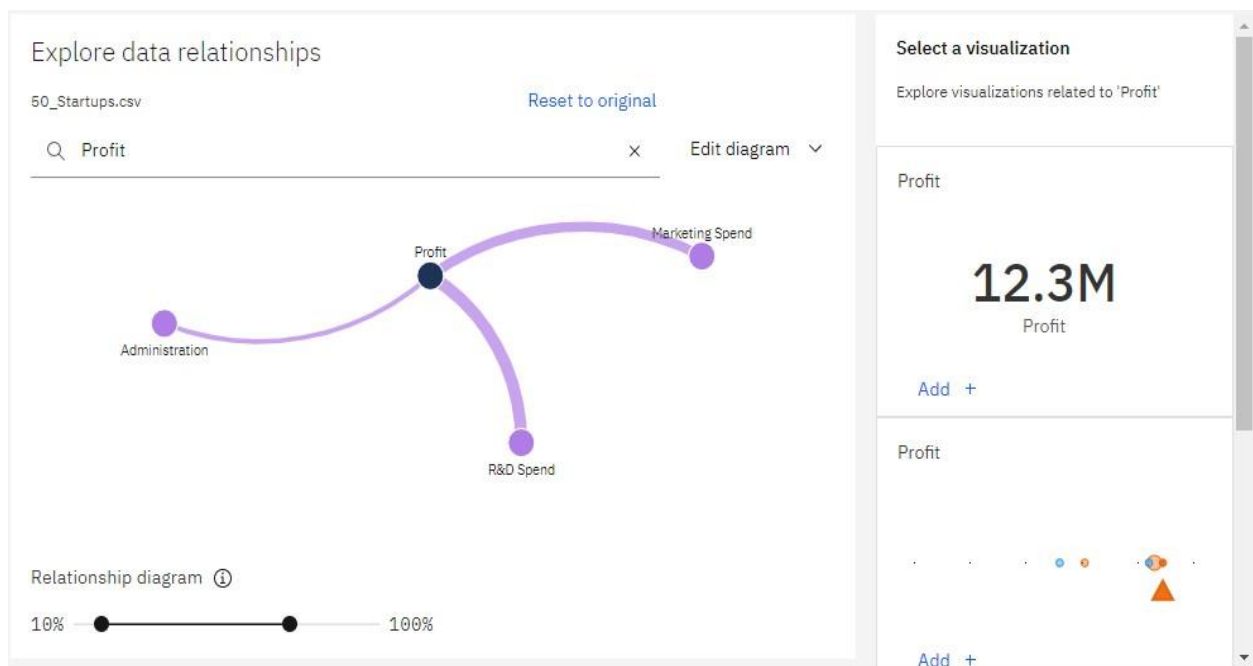 Explore data relationships
50_Startups.csv
Reset to original
Profit
Edit diagram
Profit
Marketing Spend
Administration
R&D Spend
Relationship diagram
10%
100%
Select a visualization
Explore visualizations related to 'Profit'
Profit
12.3M
Profit
Add +
Profit
Add +